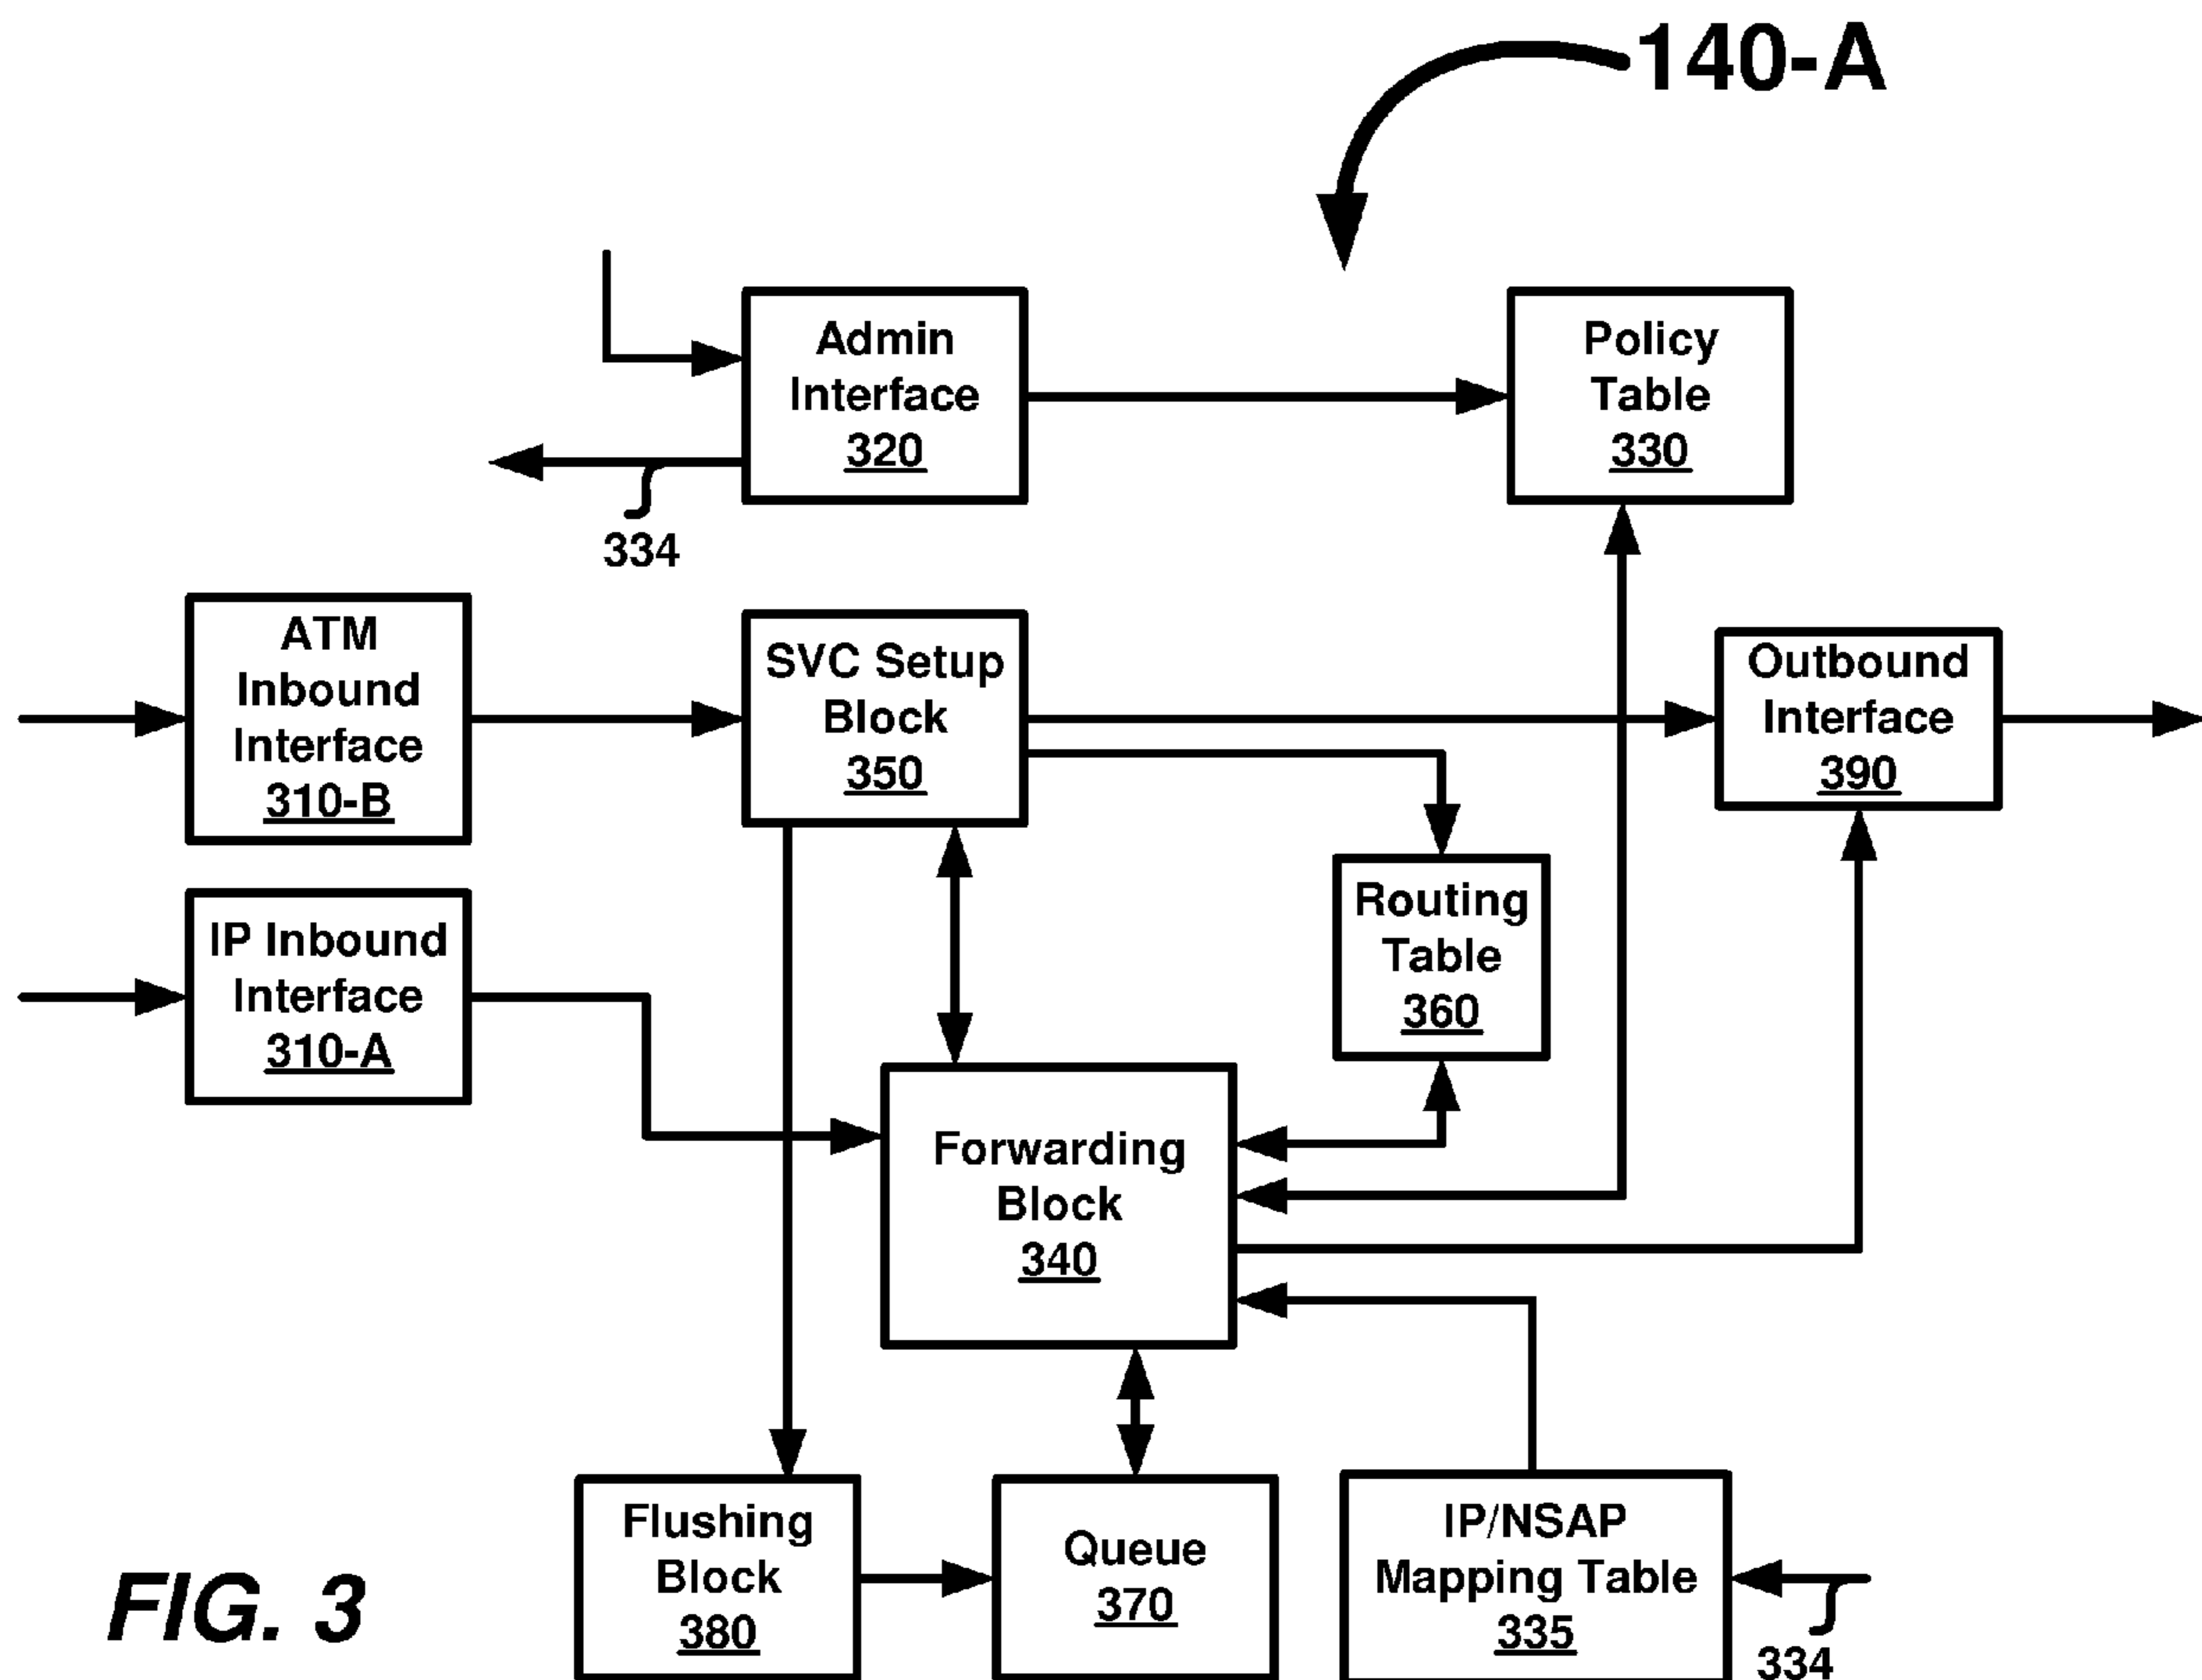 140-A
Admin
Interface
320
Policy
Table
330
334
ATM
Inbound
Interface
310-B
SVC Setup
Block
350
Outbound
Interface
390
IP Inbound
Interface
310-A
Routing
Table
360
Forwarding
Block
340
Flushing
Block
380
Queue
370
IP/NSAP
Mapping Table
335
334
FIG. 3